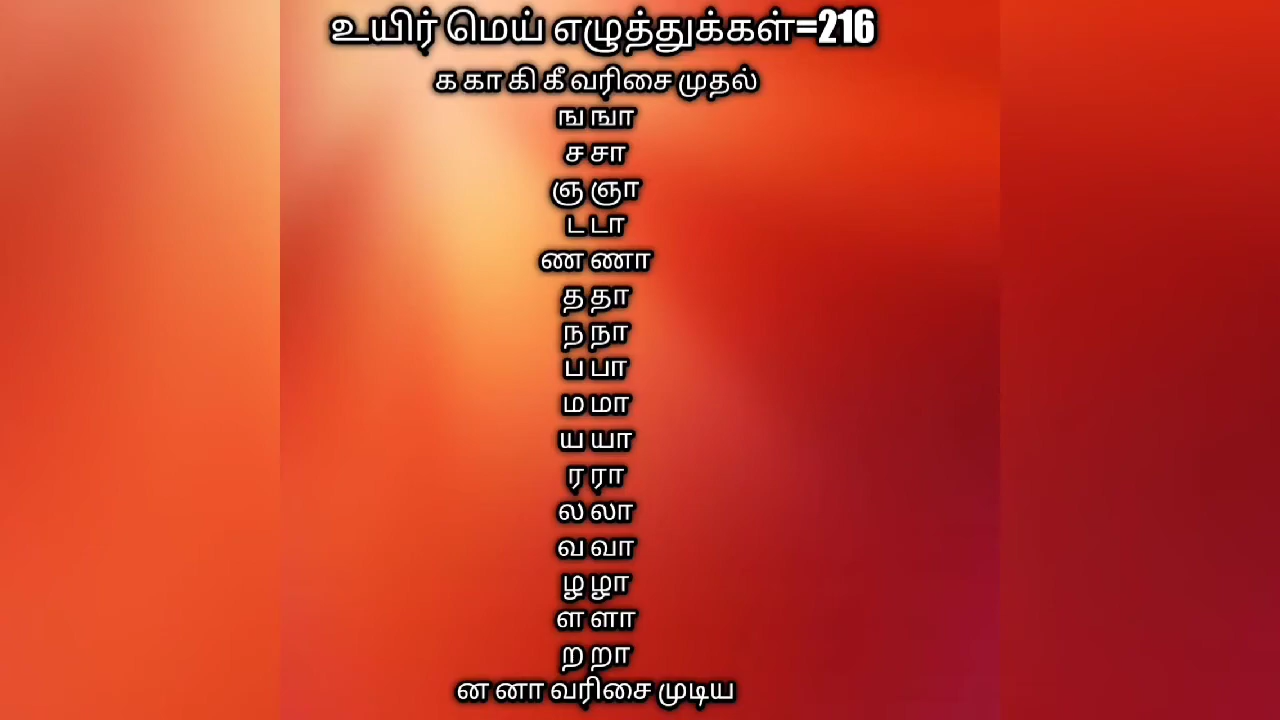 உயிர் மெய் எழுத்துக்கள்=216
க கா கி கீ வரிசை முதல்
ங ஙா
ச சா
ஞ ஞா
ட டா
ண ணா
த தா
ந நா
ப பா
ம மா
ய யா
ர ரா
ல லா
வ வா
ழ ழா
ள ளா
ற றா
ன னா வரிசை முடிய